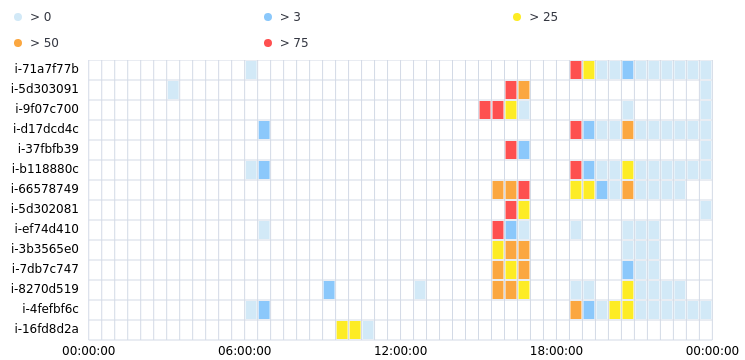 > 0
> 3
> 25
> 50
> 75
i-71a7f77b
i-5d303091
i-9f07c700
i-d17dcd4c
i-37fbfb39
i-b118880c
i-66578749
i-5d302081
i-ef74d410
i-3b3565e0
i-7db7c747
i-8270d519
i-4fefbf6c
i-16fd8d2a
00:00:00 06:00:00 12:00:00 18:00:00 00:00:00